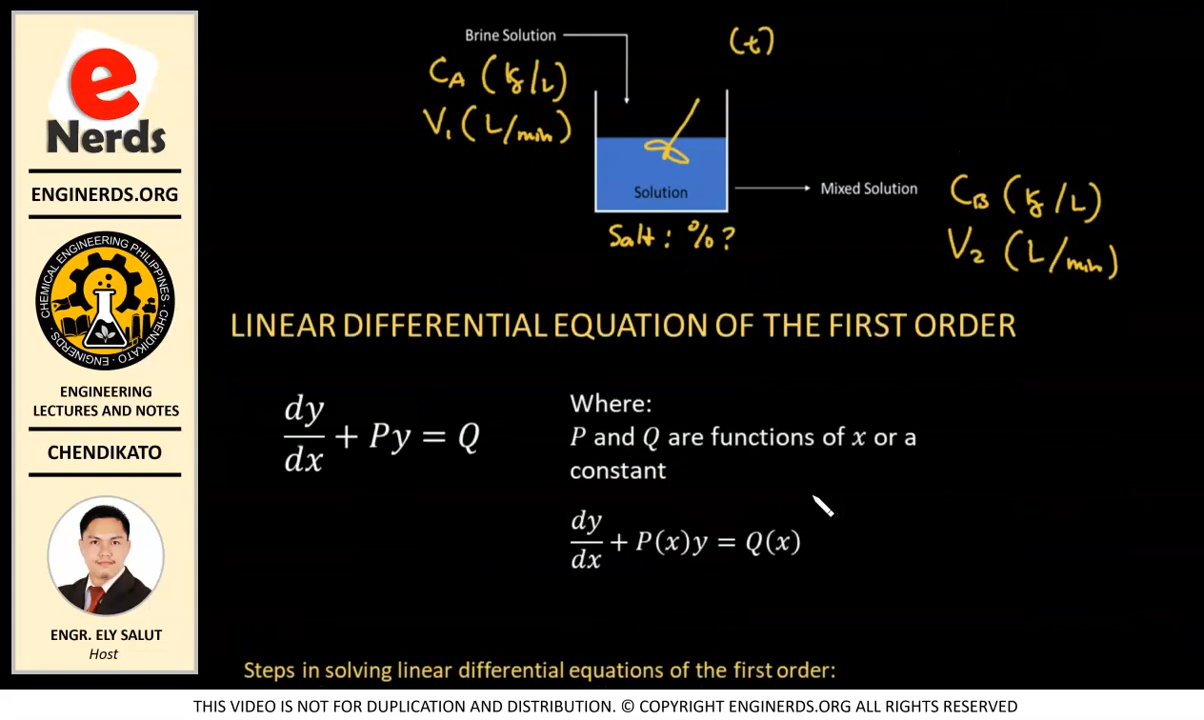 e
Nerds
ENGINERDS.ORG
CHEMICAL ENGINEERING PHILIPPINES
CHENDIKATO ENGINERDS.ORG
ENGINEERING
LECTURES AND NOTES
CHENDIKATO
ENGR. ELY SALUT
Host
Brine Solution
C_A (kg/L)
V_1 (L/min)
(t)
Solution
Salt: %?
Mixed Solution
C_B (kg/L)
V_2 (L/min)
LINEAR DIFFERENTIAL EQUATION OF THE FIRST ORDER
dy/dx + Py = Q
Where:
P and Q are functions of x or a
constant
dy/dx + P(x)y = Q(x)
Steps in solving linear differential equations of the first order:
THIS VIDEO IS NOT FOR DUPLICATION AND DISTRIBUTION. © COPYRIGHT ENGINERDS.ORG ALL RIGHTS RESERVED